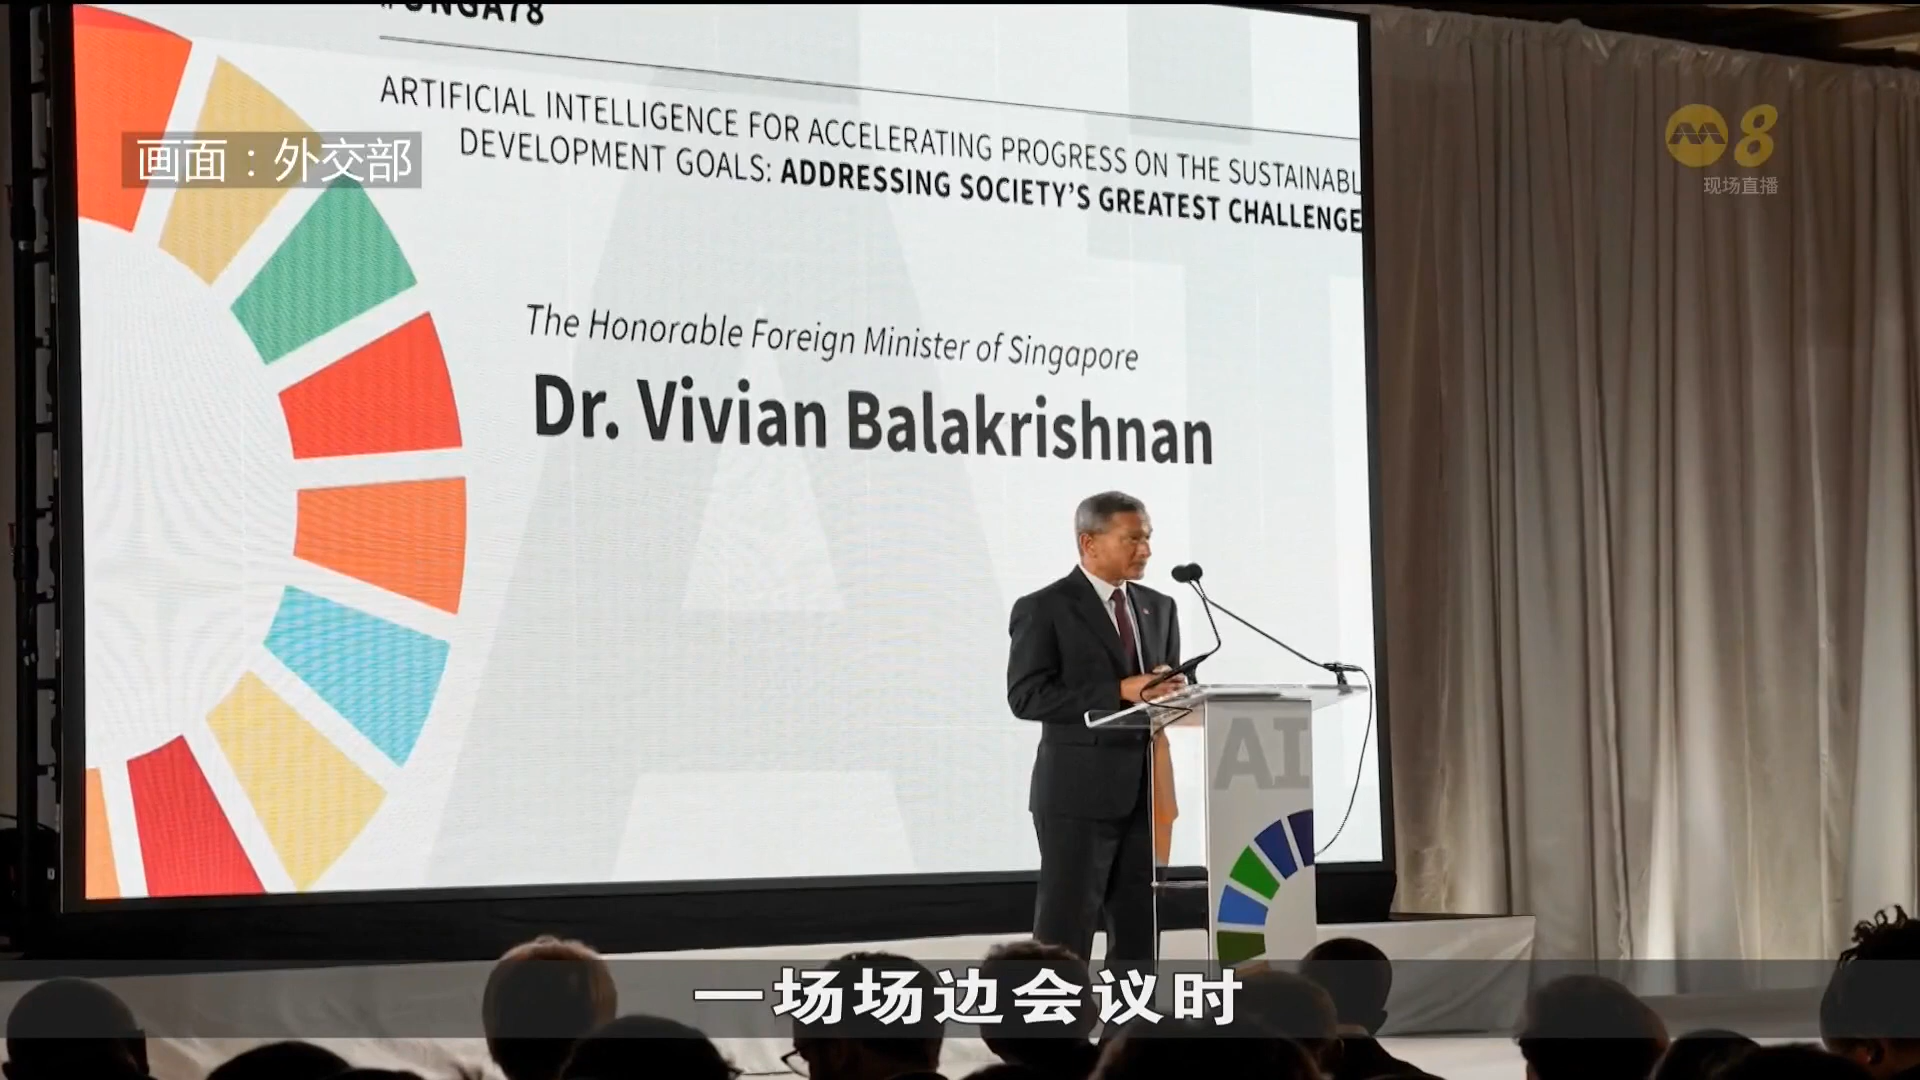 #UNGA78
ARTIFICIAL INTELLIGENCE FOR ACCELERATING PROGRESS ON THE SUSTAINABL
DEVELOPMENT GOALS: ADDRESSING SOCIETY'S GREATEST CHALLENGE
画面：外交部
8
现场直播
The Honorable Foreign Minister of Singapore
Dr. Vivian Balakrishnan
AI
一场场边会议时